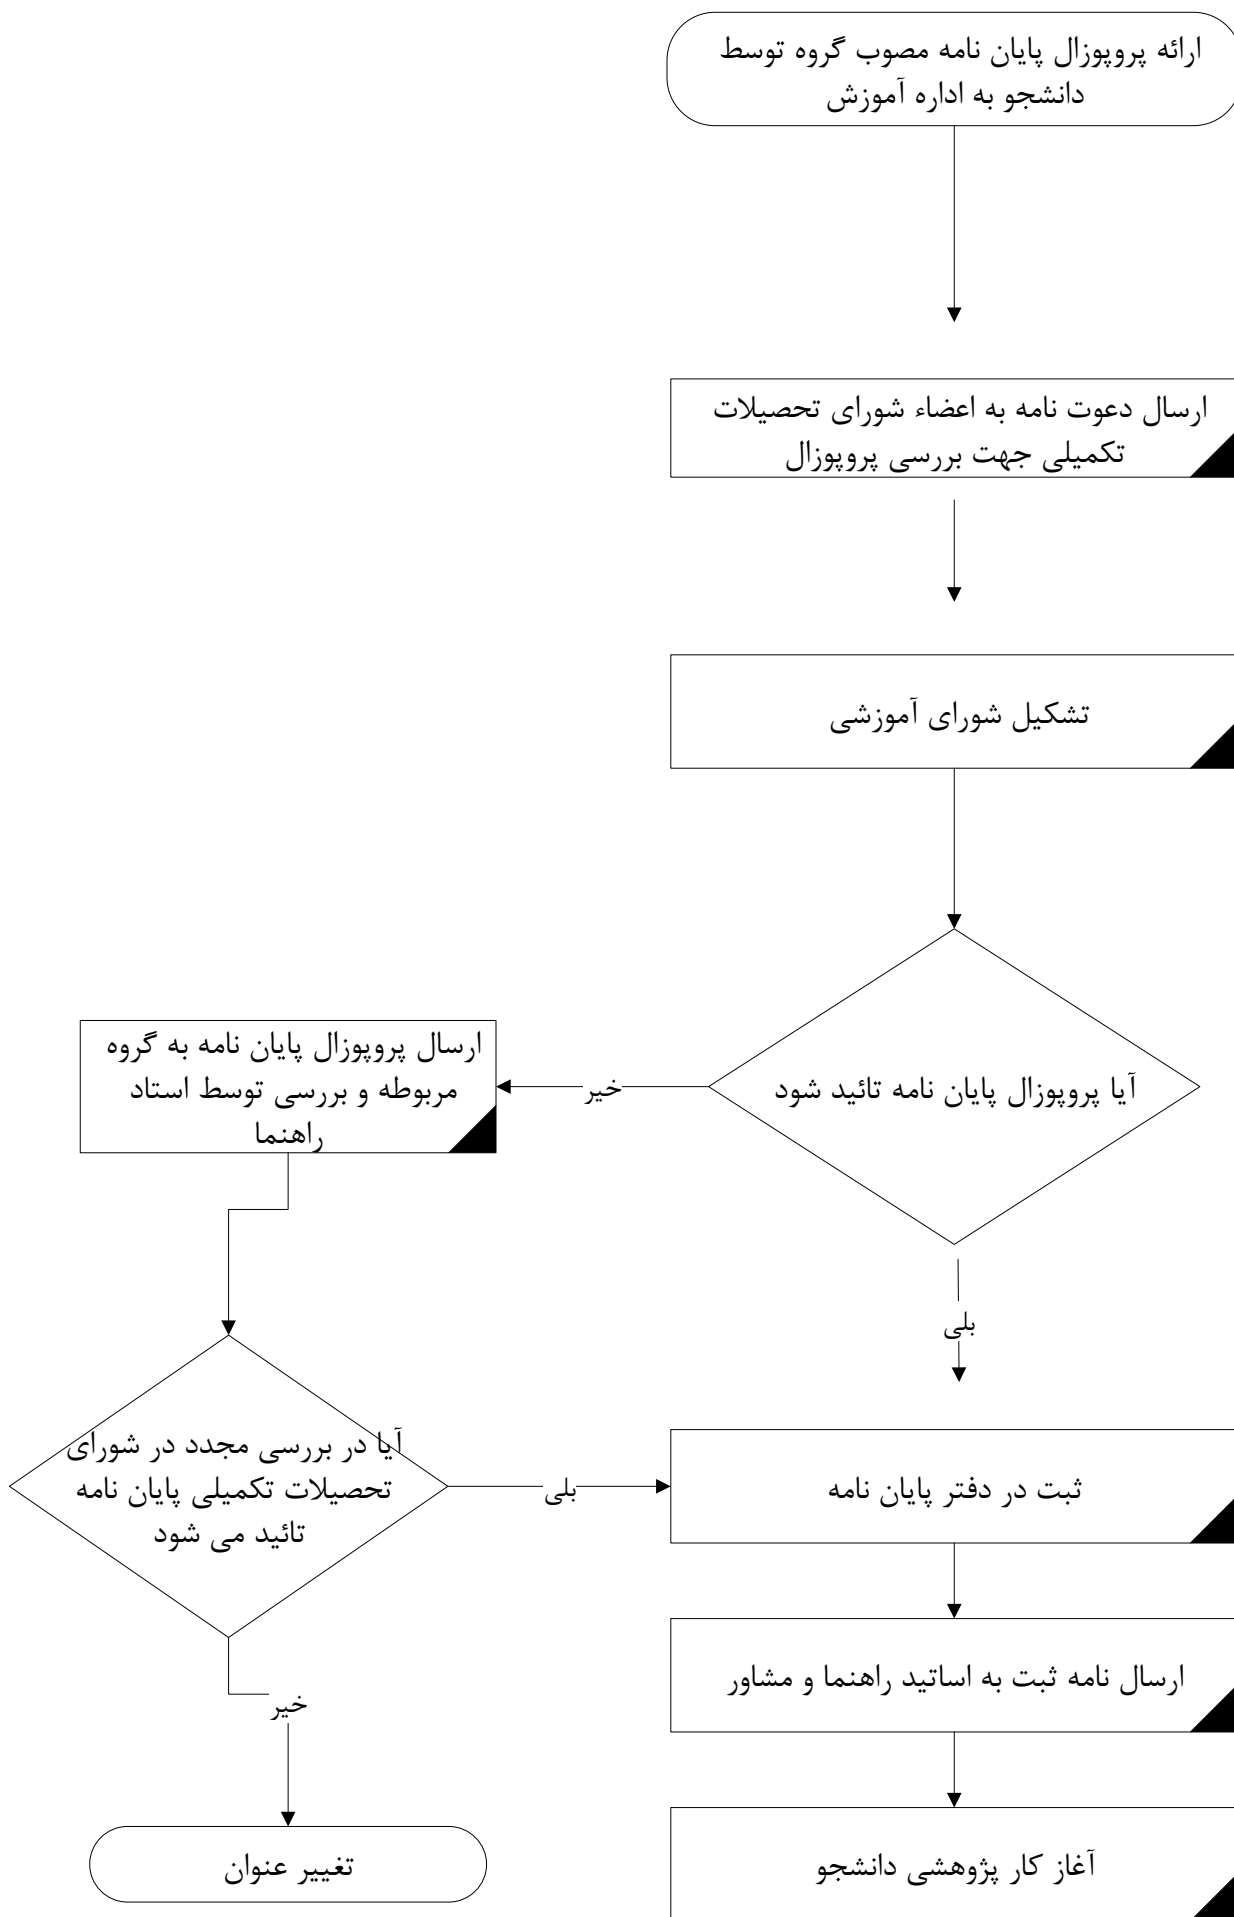 ارائه پروپوزال پایان نامه مصوب گروه توسط
دانشجو به اداره آموزش
ارسال دعوت نامه به اعضاء شورای تحصیلات
تکمیلی جهت بررسی پروپوزال
تشکیل شورای آموزشی
آیا پروپوزال پایان نامه تائید شود
خیر
ارسال پروپوزال پایان نامه به گروه
مربوطه و بررسی توسط استاد
راهنما
بلی
آیا در بررسی مجدد در شورای
تحصیلات تکمیلی پایان نامه
تائید می شود
بلی
ثبت در دفتر پایان نامه
ارسال نامه ثبت به اساتید راهنما و مشاور
خیر
آغاز کار پژوهشی دانشجو
تغییر عنوان